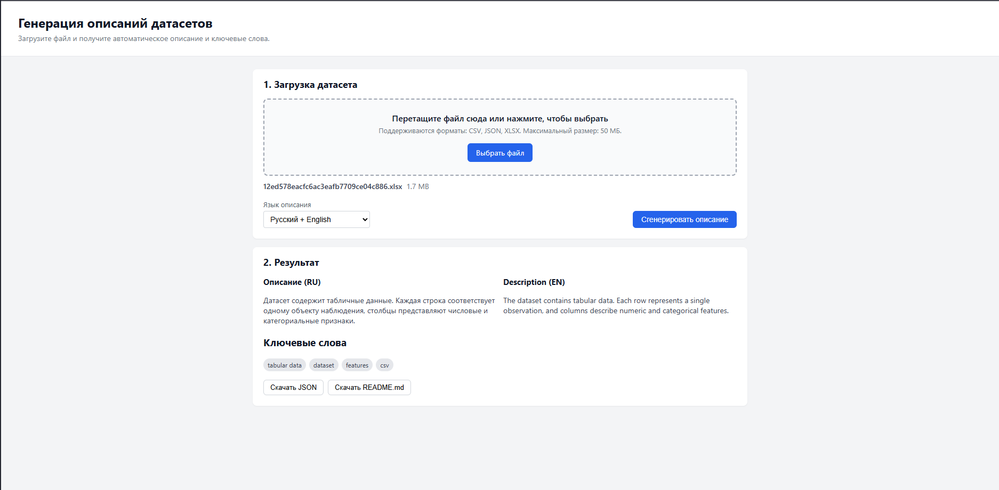 Генерация описаний датасетов
Загрузите файл и получите автоматическое описание и ключевые слова.
1. Загрузка датасета
Перетащите файл сюда или нажмите, чтобы выбрать
Поддерживаются форматы: CSV, JSON, XLSX. Максимальный размер: 50 МБ.
Выбрать файл
12ed578eacfc6ac3eafb7709ce04c886.xlsx 1.7 MB
Язык описания
Русский + English
Сгенерировать описание
2. Результат
Описание (RU)
Датасет содержит табличные данные. Каждая строка соответствует
одному объекту наблюдения, столбцы представляют числовые и
категориальные признаки.
Description (EN)
The dataset contains tabular data. Each row represents a single
observation, and columns describe numeric and categorical features.
Ключевые слова
tabular data dataset features csv
Скачать JSON Скачать README.md